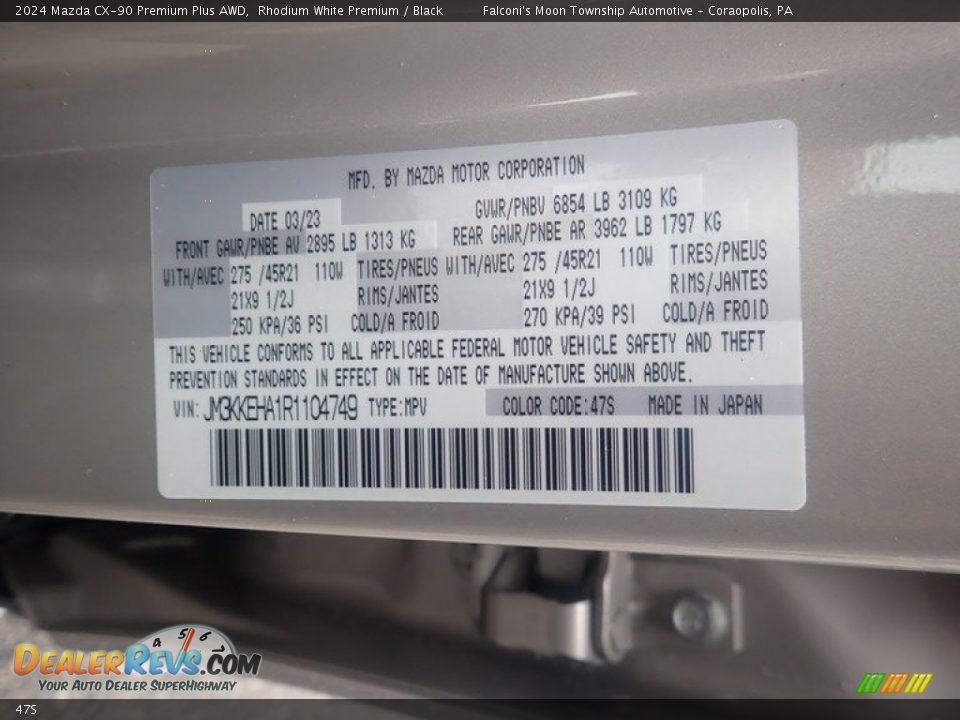 2024 Mazda CX-90 Premium Plus AWD, Rhodium White Premium / Black Falconi's Moon Township Automotive - Coraopolis, PA
MFD. BY MAZDA MOTOR CORPORATION
DATE 03/23 GVWR/PNBV 6854 LB 3109 KG
FRONT GAWR/PNBE AV 2895 LB 1313 KG REAR GAWR/PNBE AR 3962 LB 1797 KG
WITH/AVEC 275 /45R21 110W TIRES/PNEUS WITH/AVEC 275 /45R21 110W TIRES/PNEUS
21X9 1/2J RIMS/JANTES 21X9 1/2J RIMS/JANTES
250 KPA/36 PSI COLD/A FROID 270 KPA/39 PSI COLD/A FROID
THIS VEHICLE CONFORMS TO ALL APPLICABLE FEDERAL MOTOR VEHICLE SAFETY AND THEFT
PREVENTION STANDARDS IN EFFECT ON THE DATE OF MANUFACTURE SHOWN ABOVE.
VIN: JM3KKEHA1R1104749 TYPE:MPV COLOR CODE:47S MADE IN JAPAN
4 5 6
DEALERREVS.COM
YOUR AUTO DEALER SUPERHIGHWAY
47S